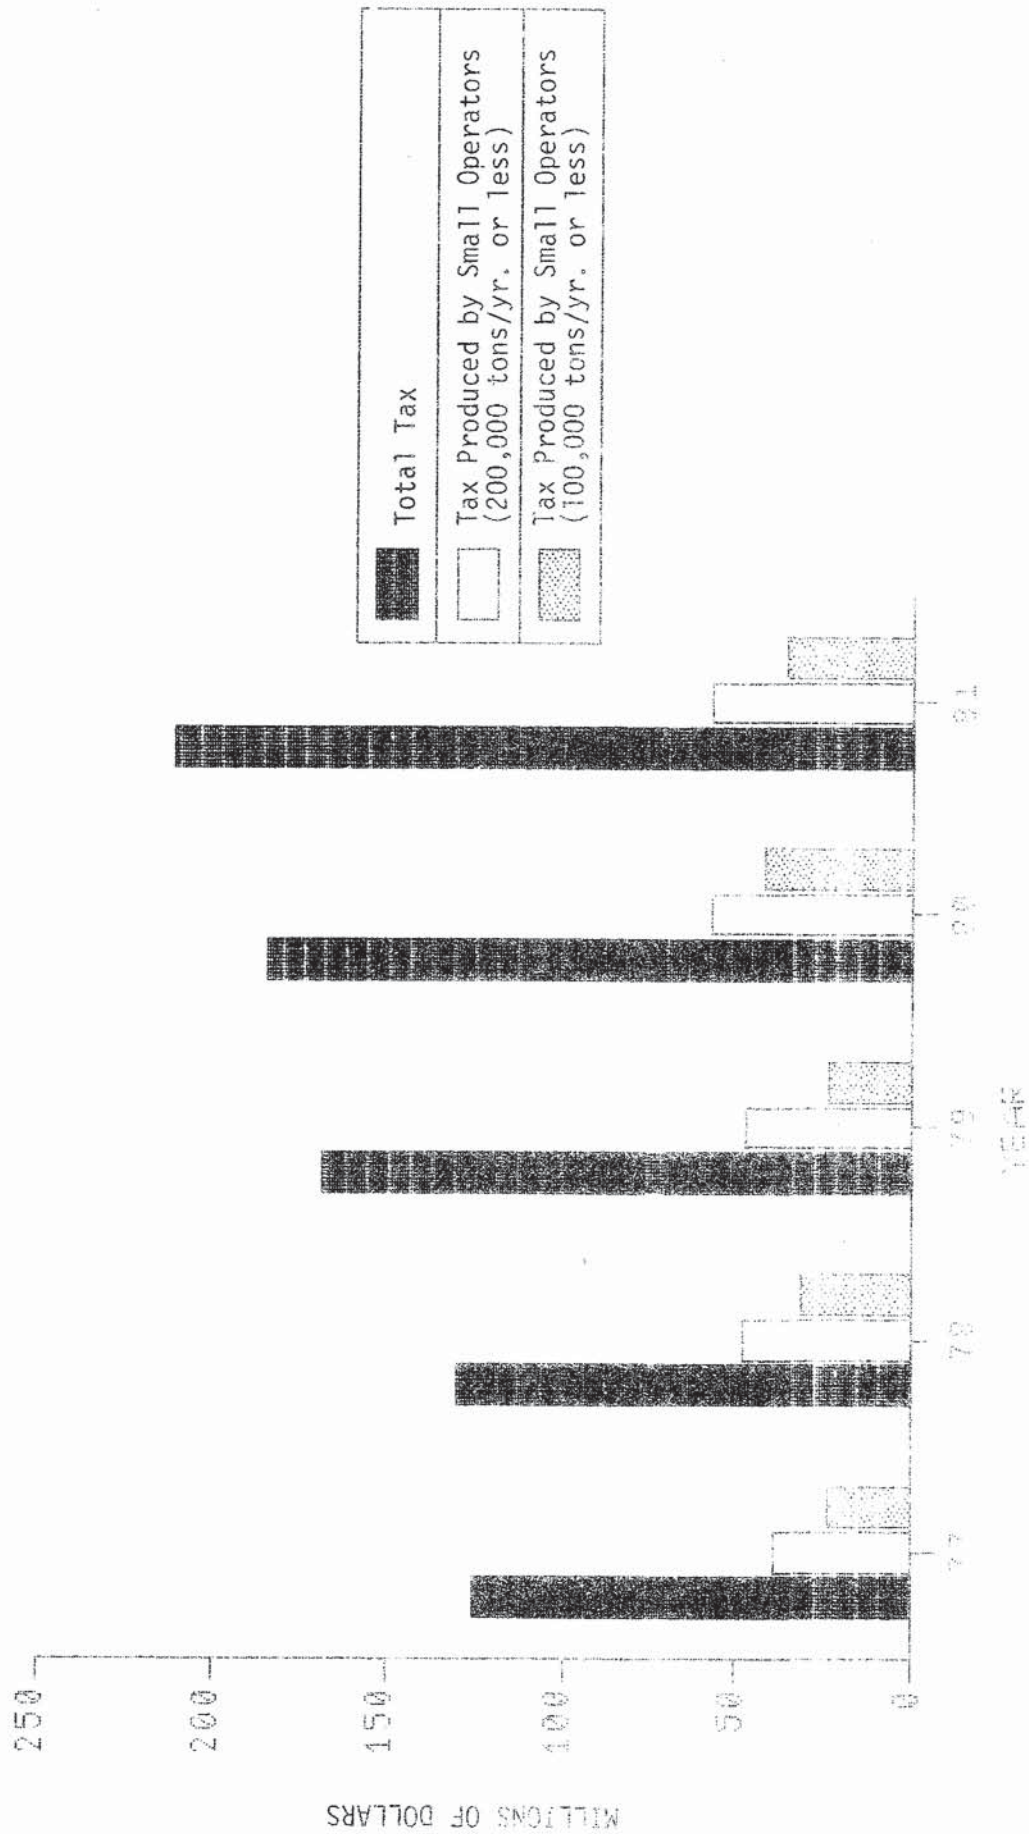 Total Tax
Tax Produced by Small Operators
(200,000 tons/yr. or less)
Tax Produced by Small Operators
(100,000 tons/yr. or less)
MILLIONS OF DOLLARS
250
200
150
100
50
0
77
78
79
80
81
YEAR